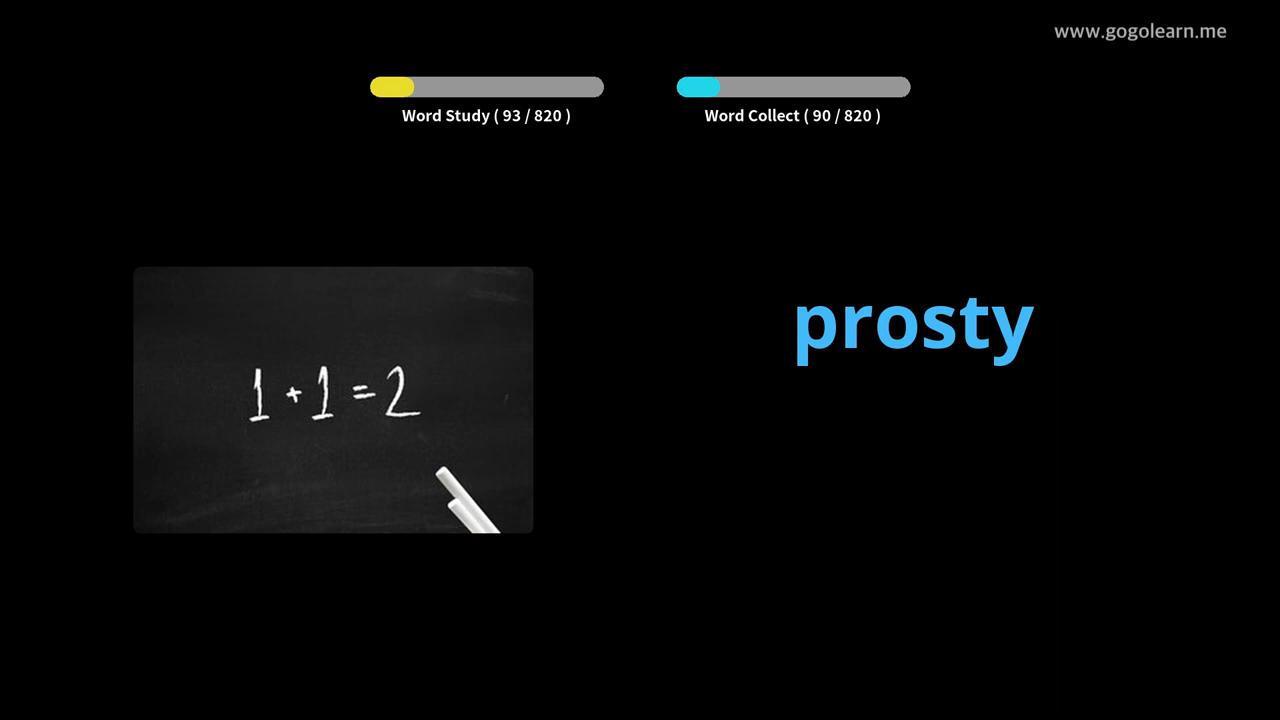 www.gogolearn.me
Word Study ( 93 / 820 )
Word Collect ( 90 / 820 )
prosty
1 + 1 = 2